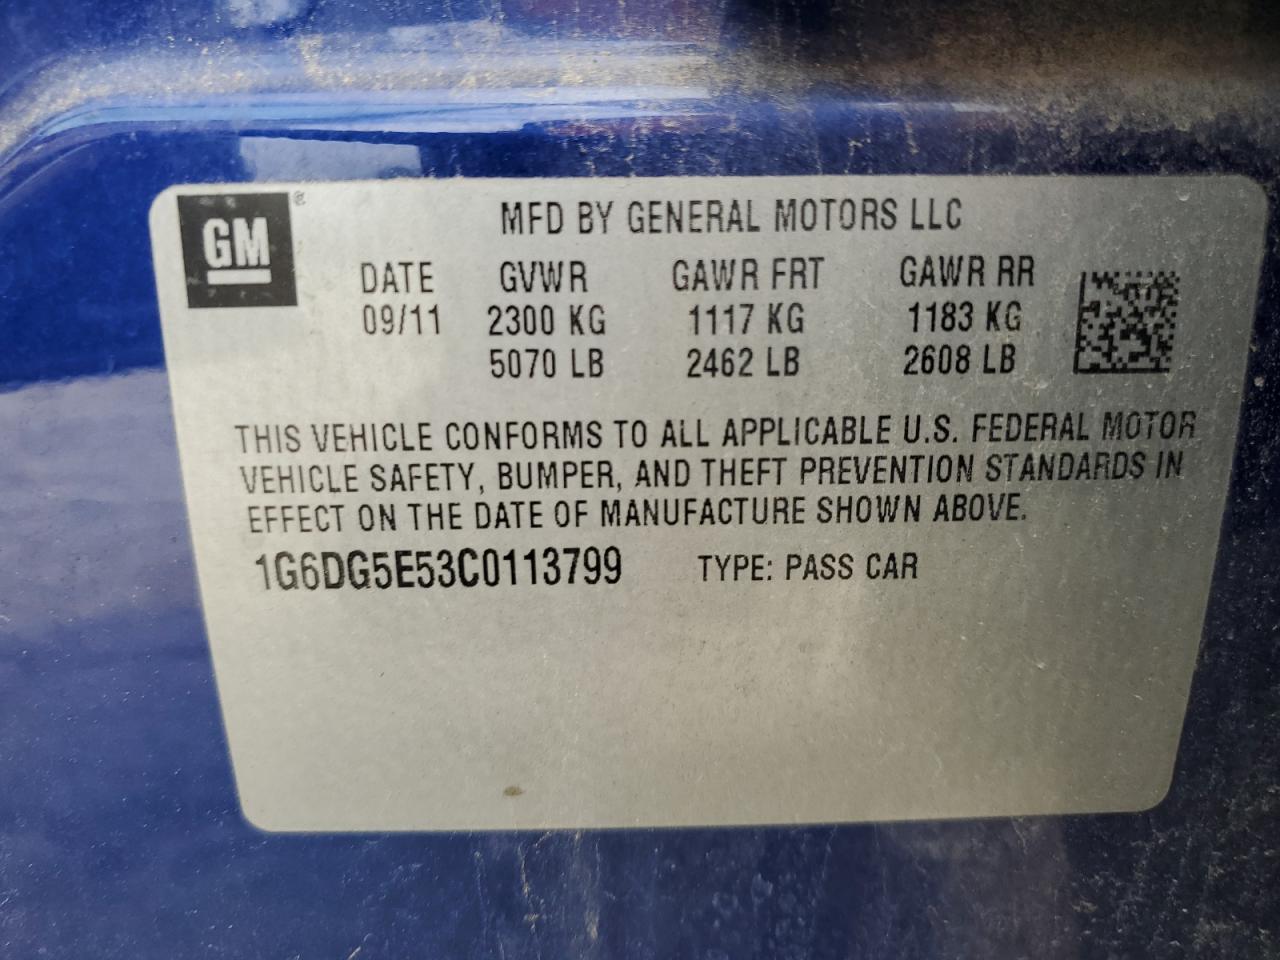 GM ®
MFD BY GENERAL MOTORS LLC
DATE GVWR GAWR FRT GAWR RR
09/11 2300 KG 1117 KG 1183 KG
5070 LB 2462 LB 2608 LB
THIS VEHICLE CONFORMS TO ALL APPLICABLE U.S. FEDERAL MOTOR
VEHICLE SAFETY, BUMPER, AND THEFT PREVENTION STANDARDS IN
EFFECT ON THE DATE OF MANUFACTURE SHOWN ABOVE.
1G6DG5E53C0113799 TYPE: PASS CAR